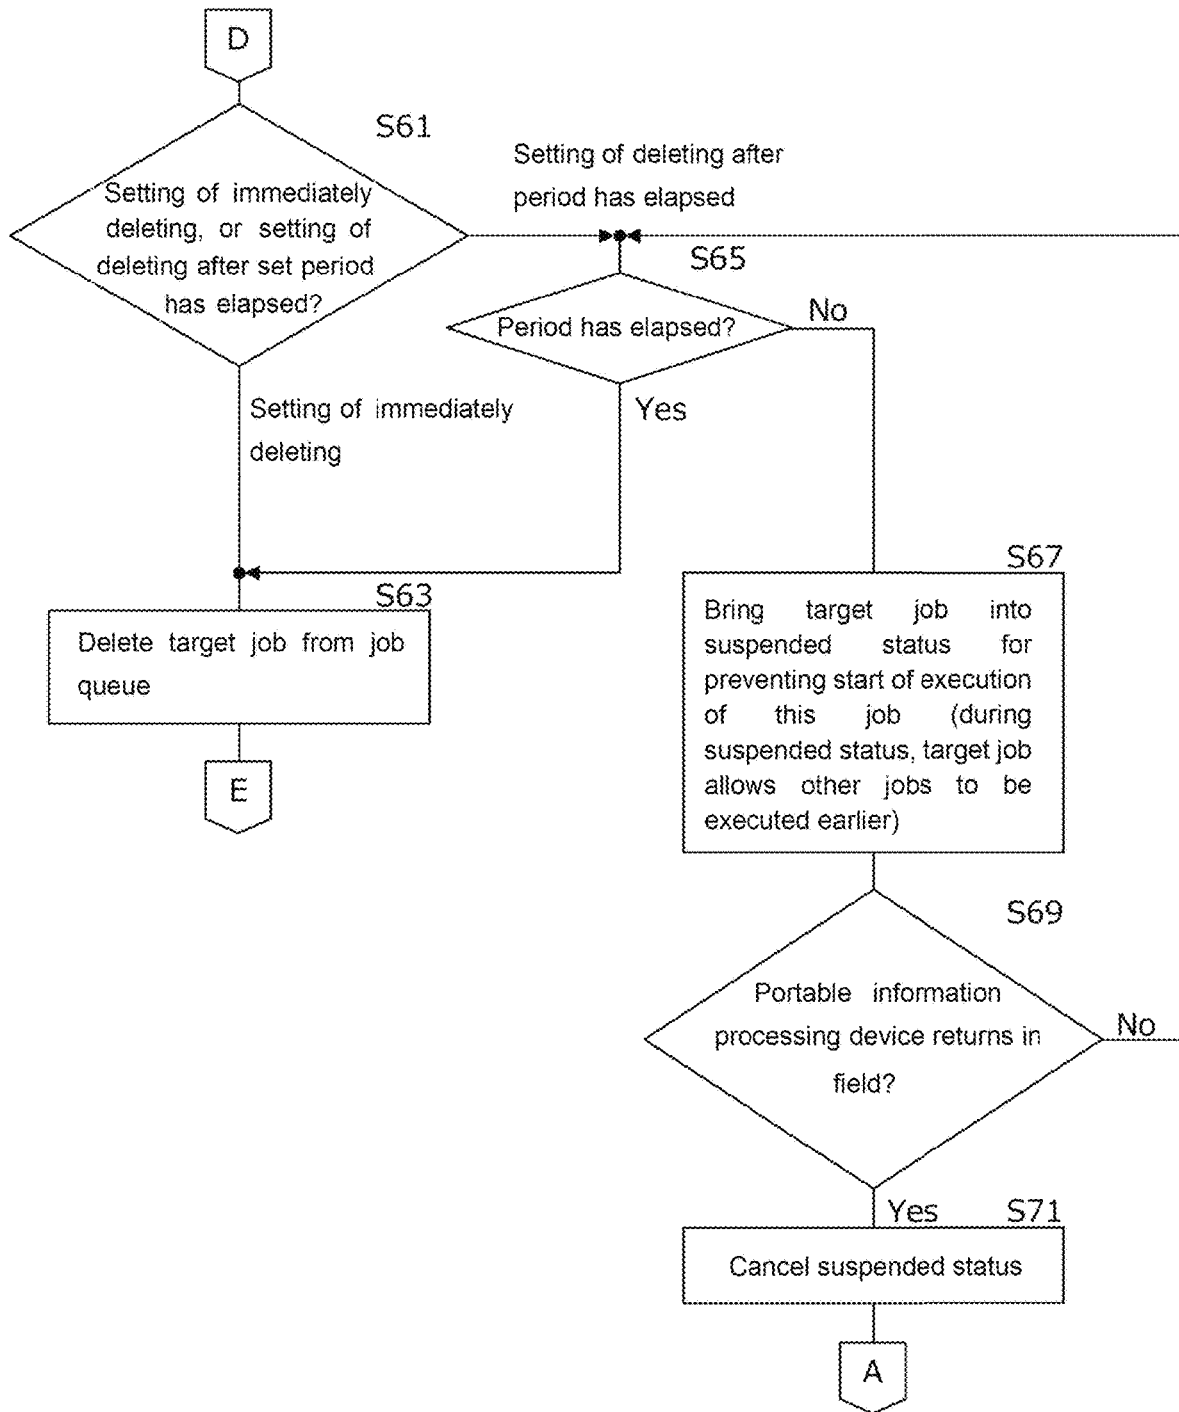 D
S61
Setting of immediately
deleting, or setting of
deleting after set period
has elapsed?
Setting of deleting after
period has elapsed
S65
Period has elapsed?
No
Yes
Setting of immediately
deleting
S63
Delete target job from job
queue
E
S67
Bring target job into
suspended status for
preventing start of execution
of this job (during
suspended status, target job
allows other jobs to be
executed earlier)
S69
Portable information
processing device returns in
field?
No
Yes
S71
Cancel suspended status
A